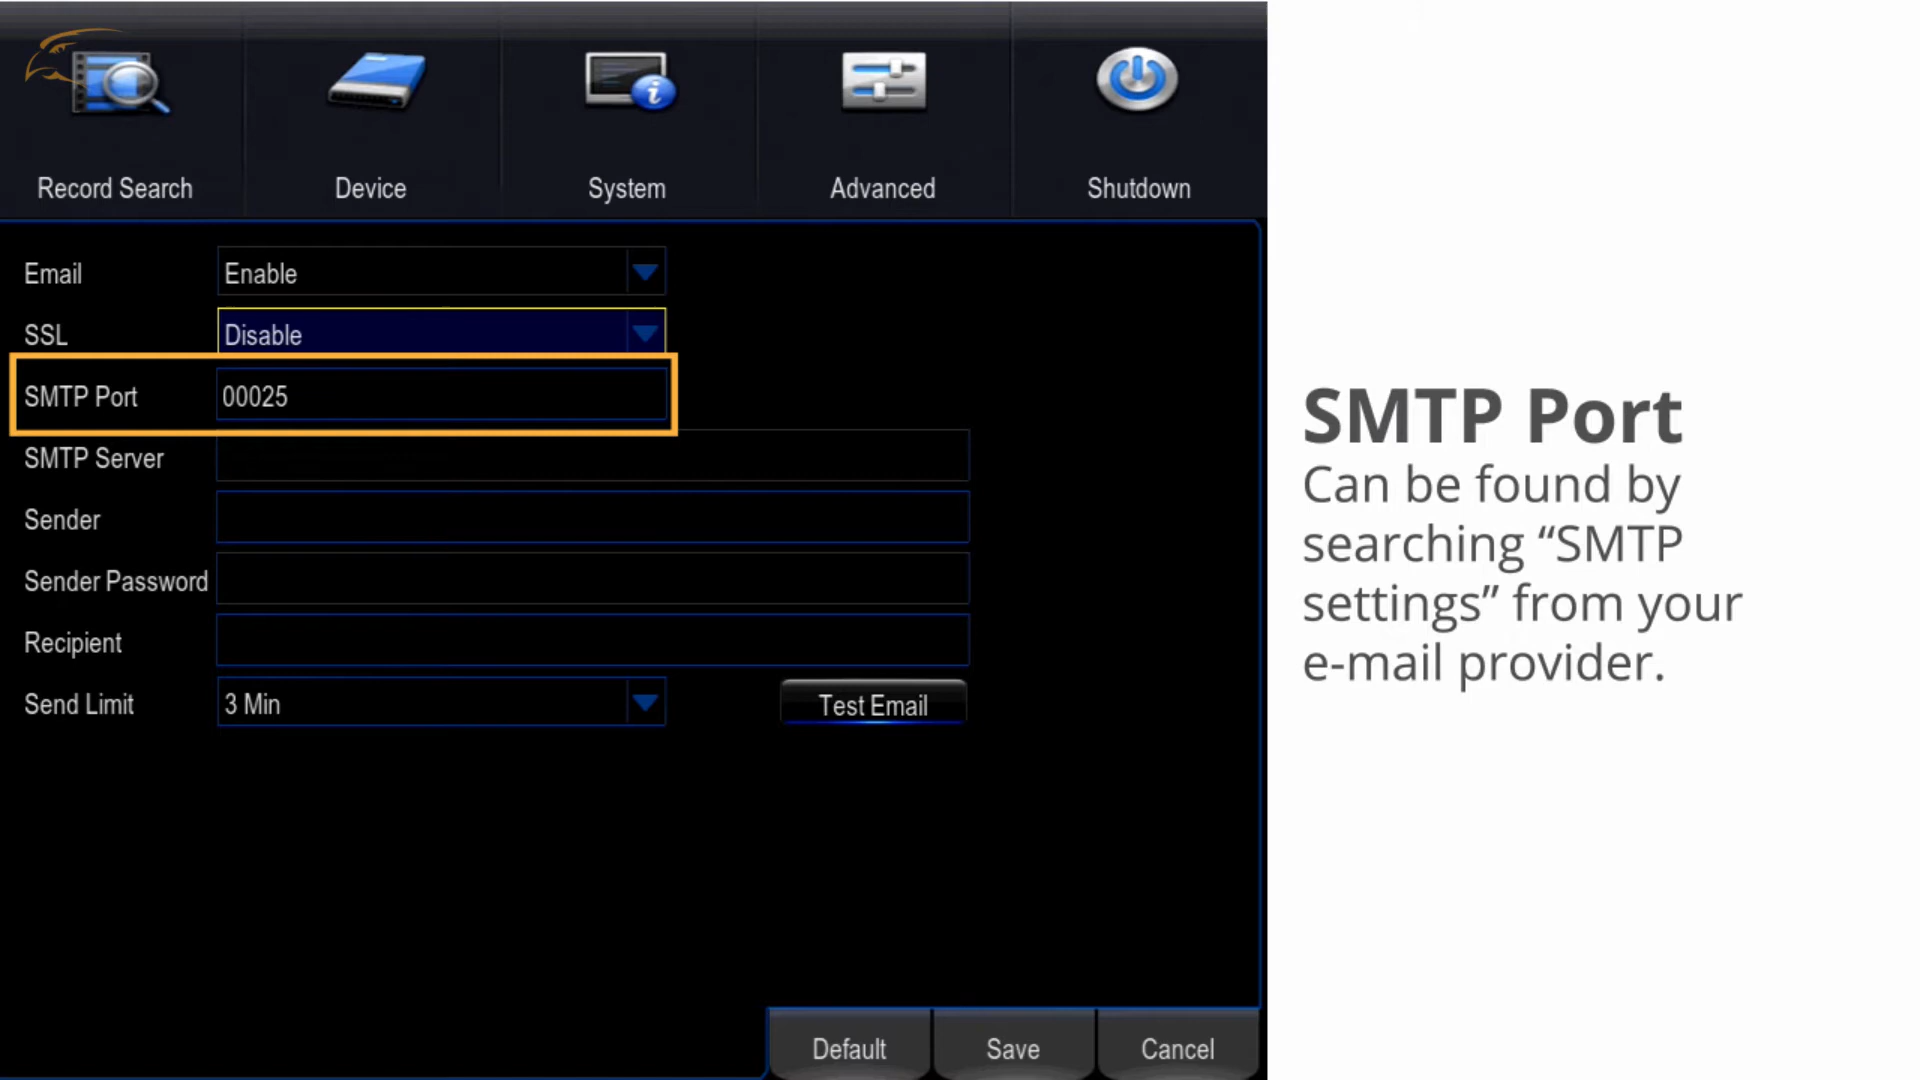 Record Search
Device
System
Advanced
Shutdown
Email
Enable
SSL
Disable
SMTP Port
00025
SMTP Server
Sender
Sender Password
Recipient
Send Limit
3 Min
Test Email
Default
Save
Cancel
SMTP Port
Can be found by
searching “SMTP
settings” from your
e-mail provider.